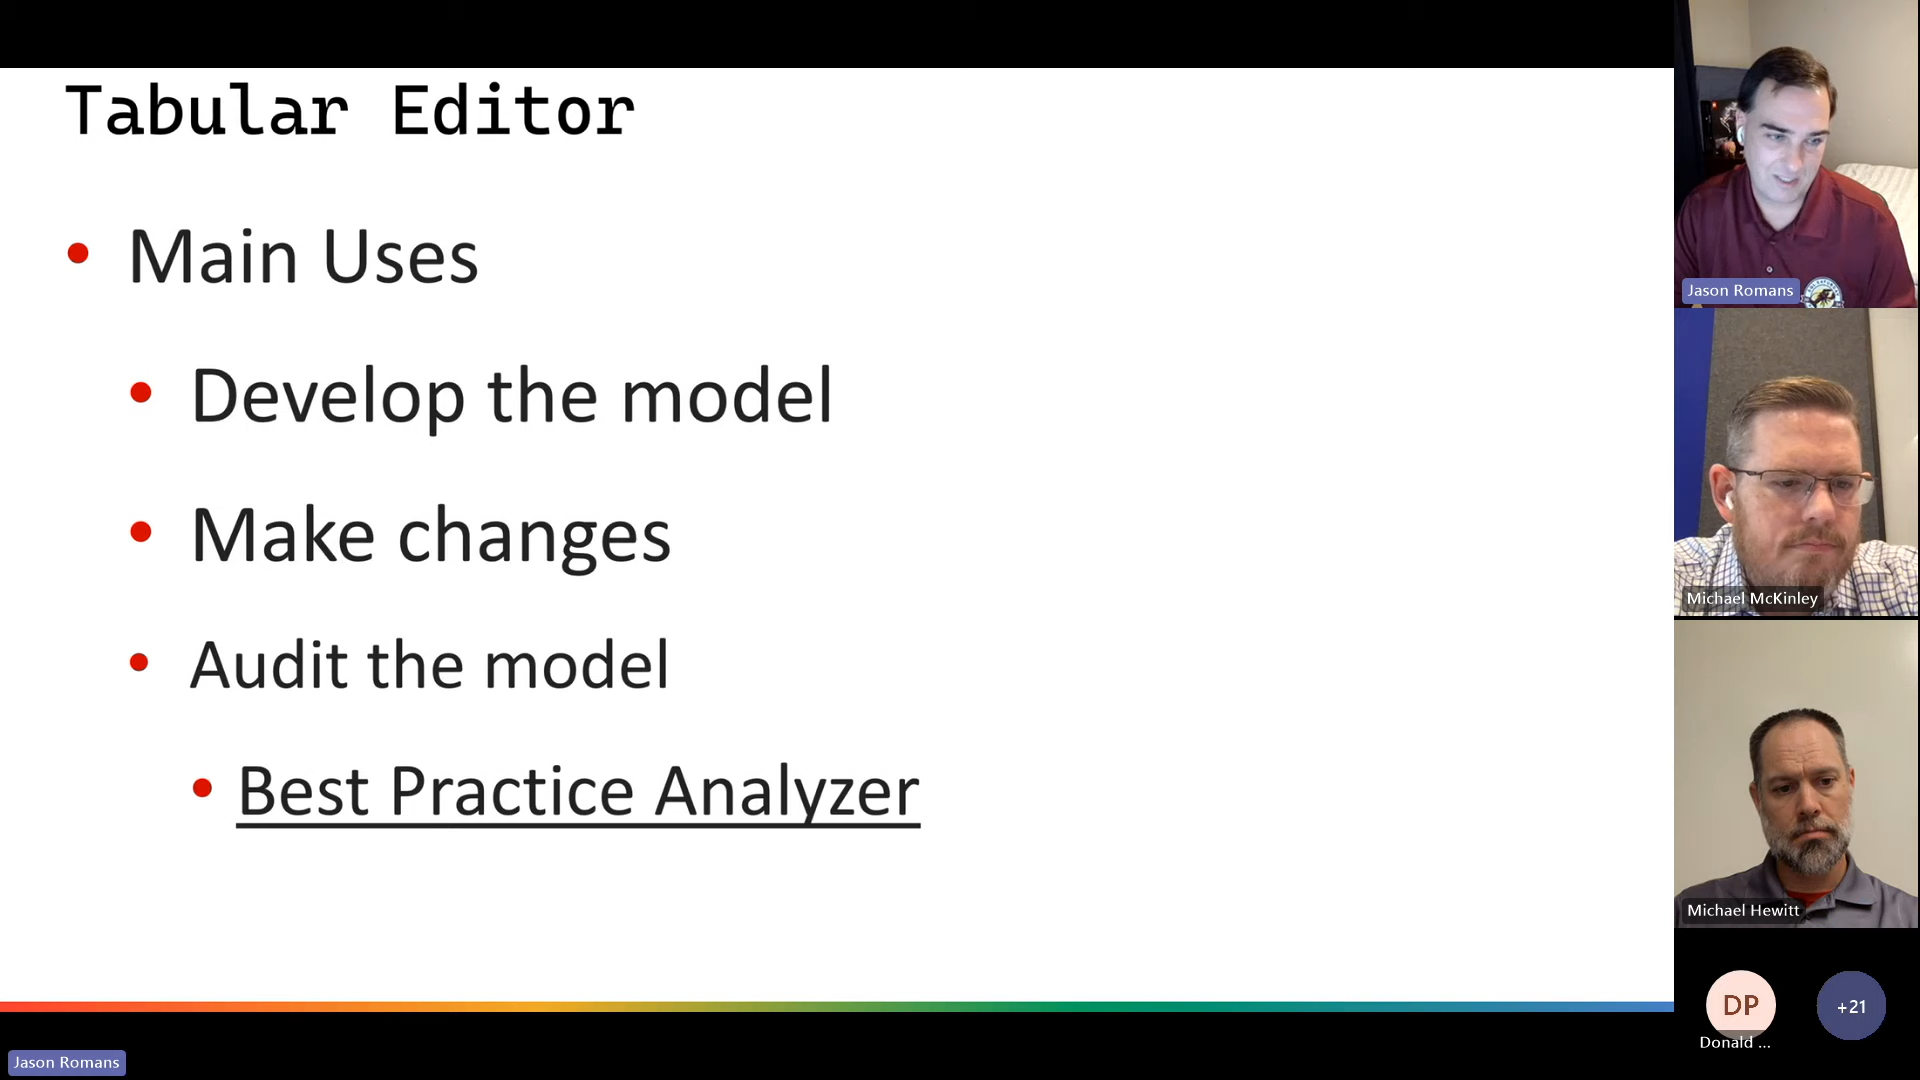 Tabular Editor
• Main Uses
• Develop the model
• Make changes
• Audit the model
• Best Practice Analyzer
Jason Romans
Michael McKinley
Michael Hewitt
DP
+21
Donald ...
Jason Romans